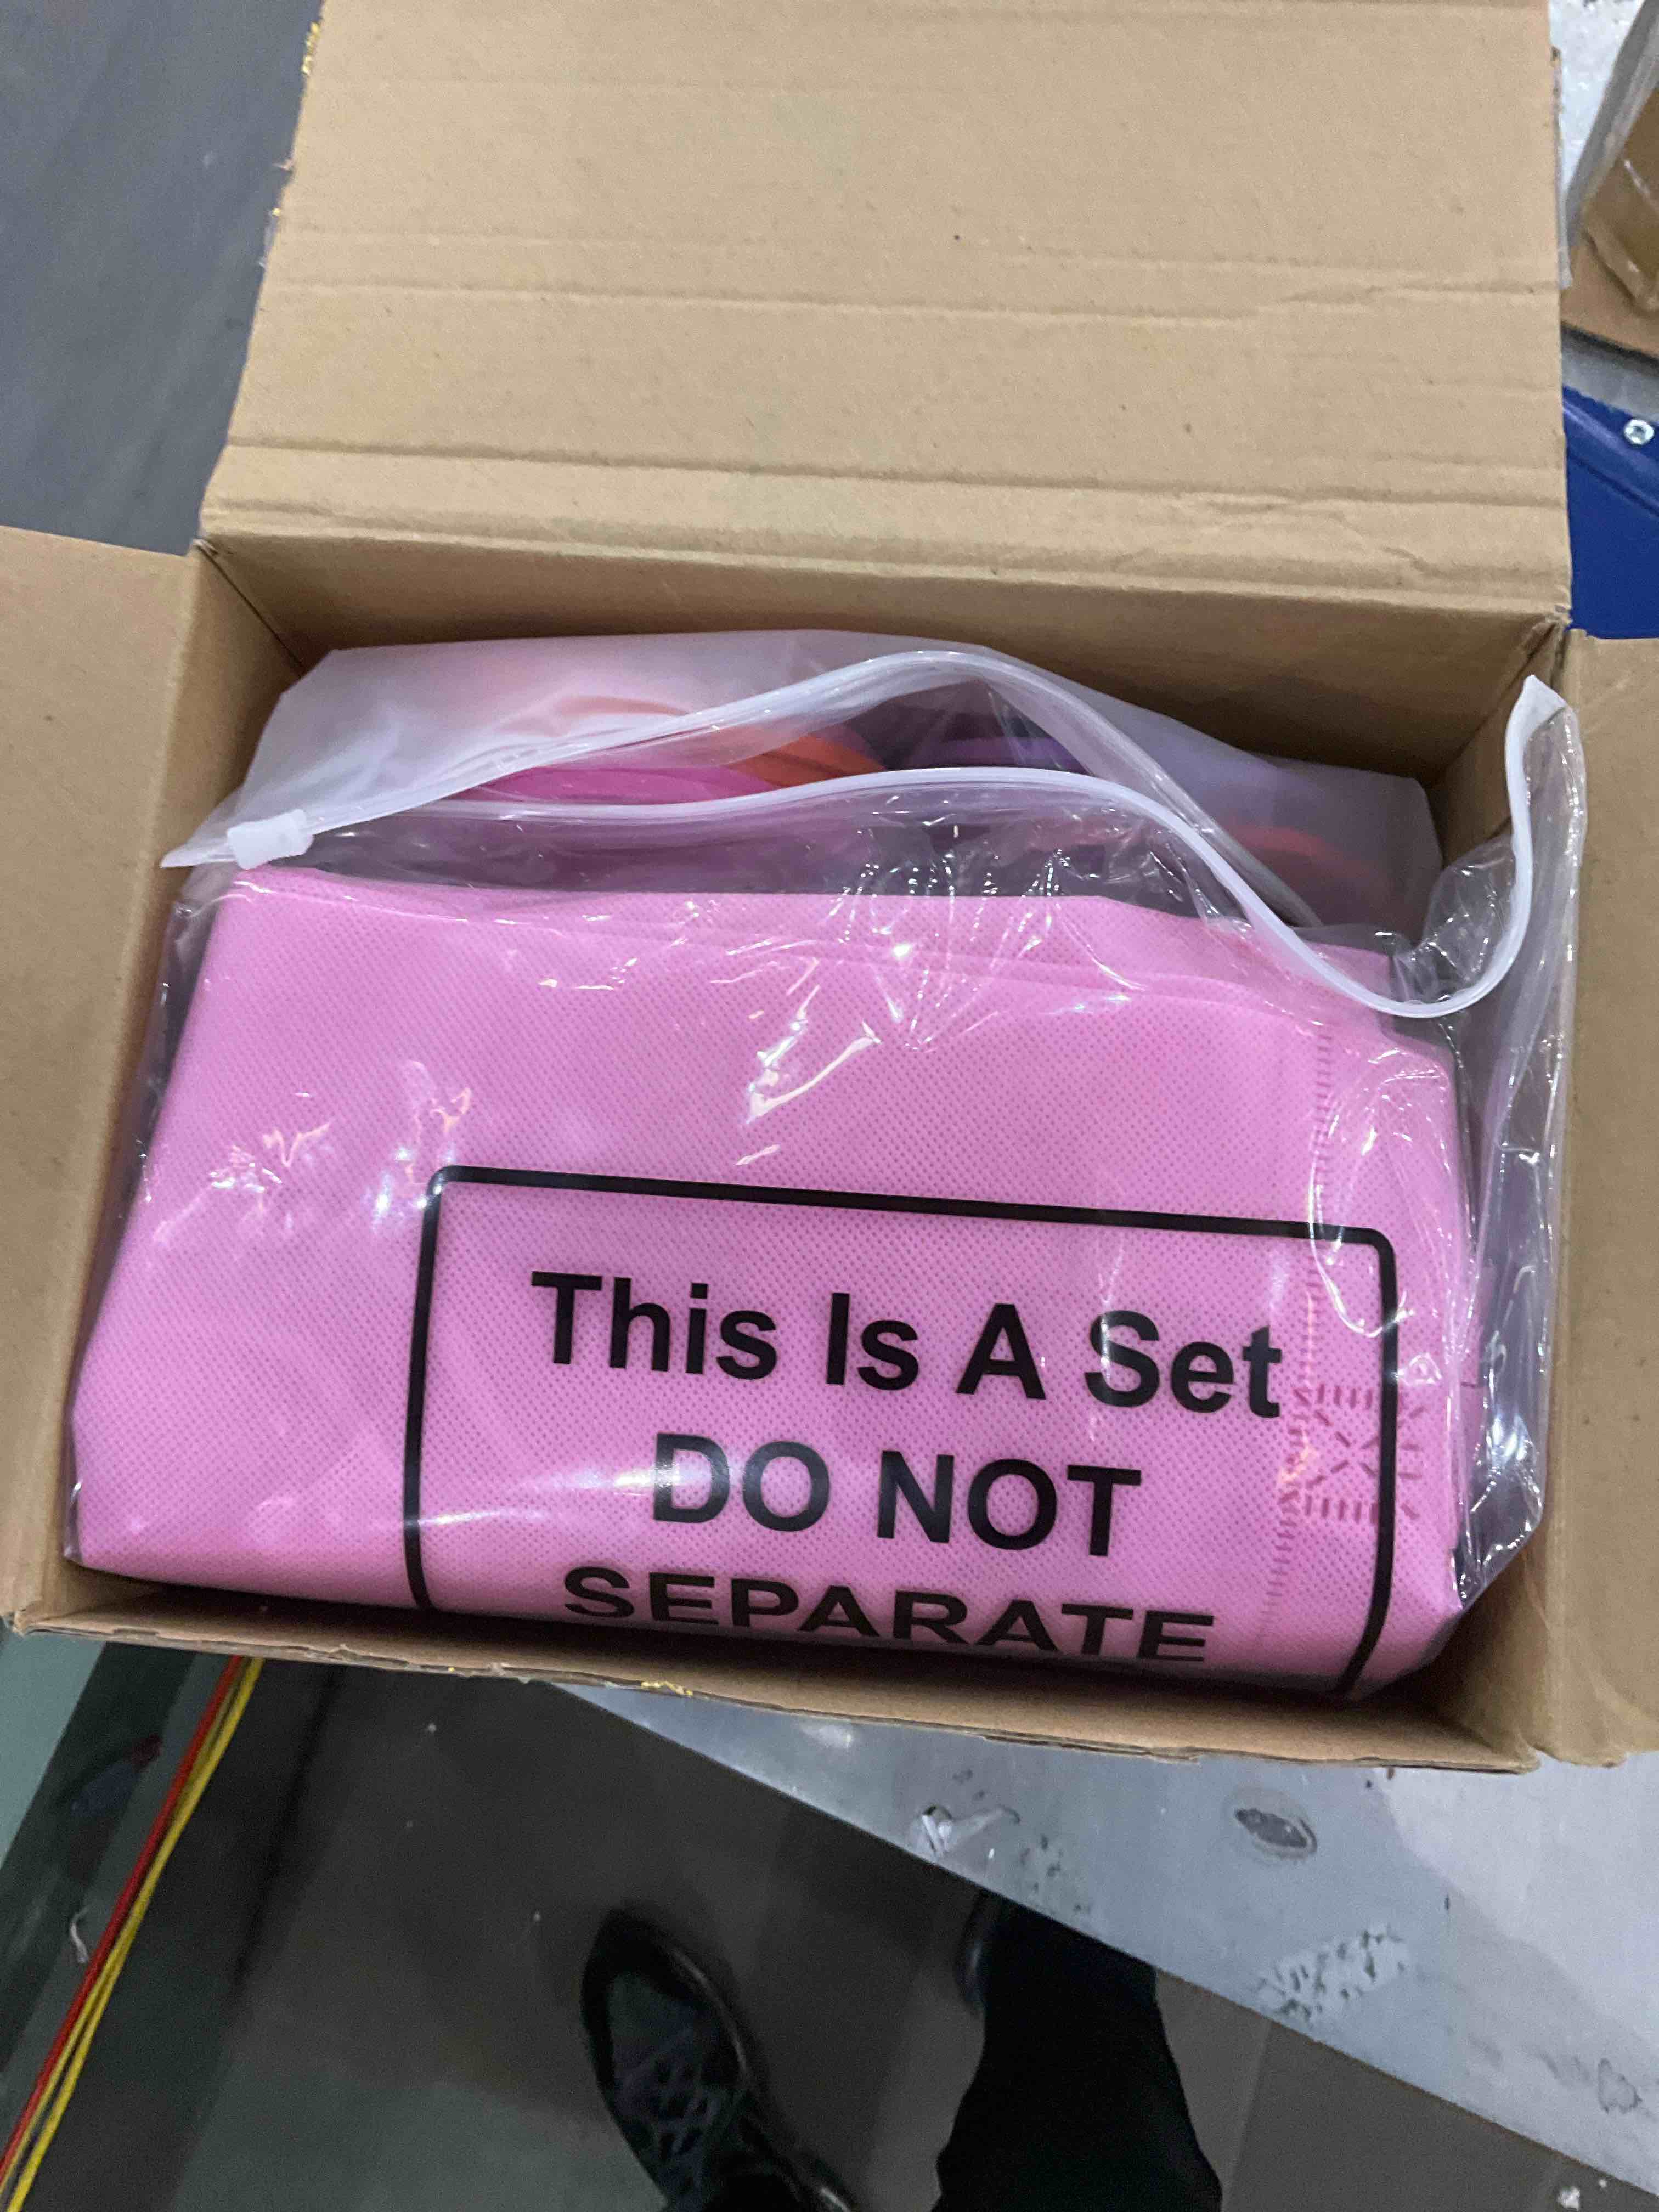 This Is A Set
DO NOT
SEPARATE